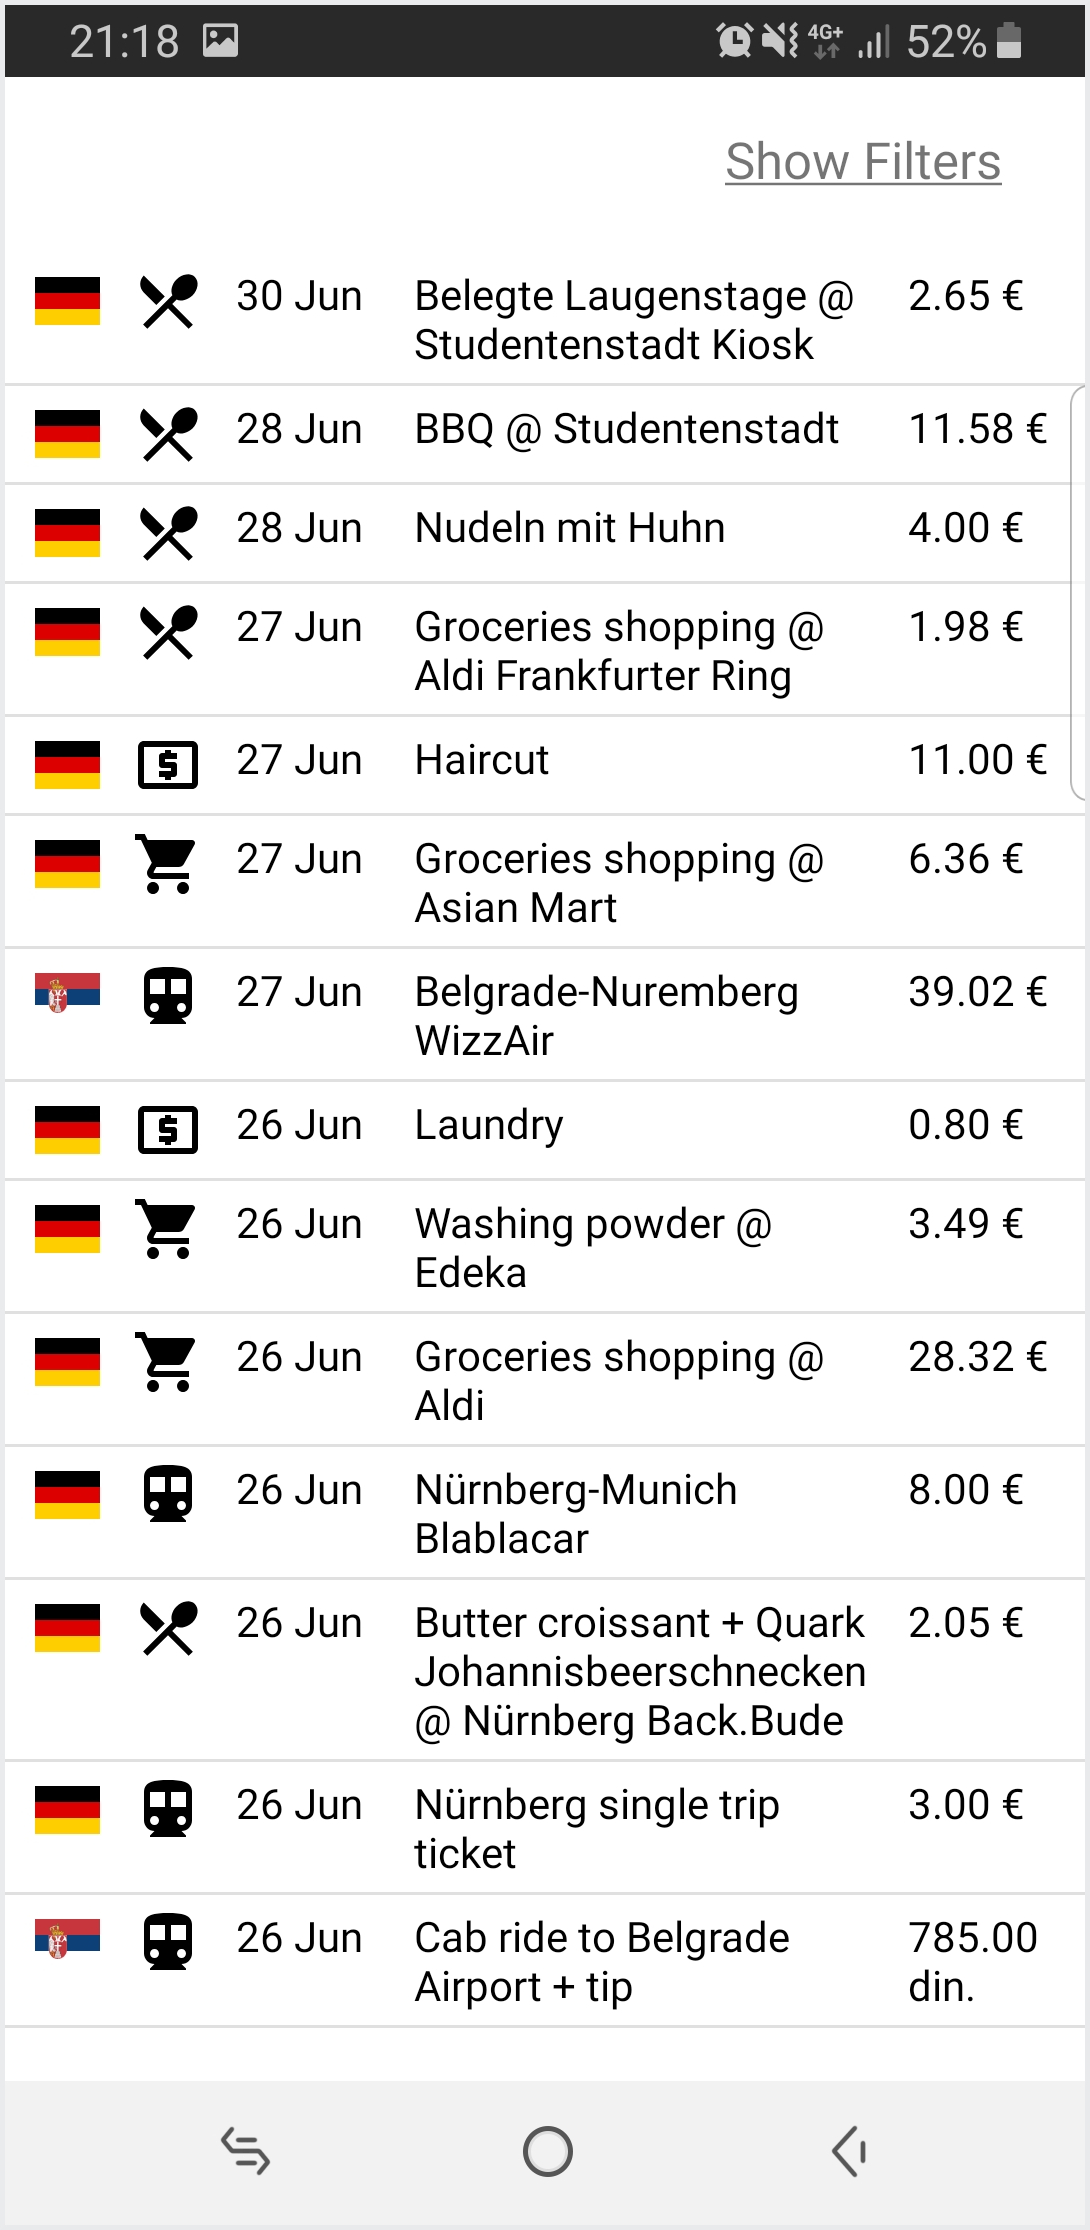 21:18
4G+ 52%
Show Filters
30 Jun Belegte Laugenstage @ 2.65 €
Studentenstadt Kiosk
28 Jun BBQ @ Studentenstadt 11.58 €
28 Jun Nudeln mit Huhn 4.00 €
27 Jun Groceries shopping @ 1.98 €
Aldi Frankfurter Ring
$ 27 Jun Haircut 11.00 €
27 Jun Groceries shopping @ 6.36 €
Asian Mart
27 Jun Belgrade-Nuremberg 39.02 €
WizzAir
$ 26 Jun Laundry 0.80 €
26 Jun Washing powder @ 3.49 €
Edeka
26 Jun Groceries shopping @ 28.32 €
Aldi
26 Jun Nürnberg-Munich 8.00 €
Blablacar
26 Jun Butter croissant + Quark 2.05 €
Johannisbeerschnecken
@ Nürnberg Back.Bude
26 Jun Nürnberg single trip 3.00 €
ticket
26 Jun Cab ride to Belgrade 785.00
Airport + tip din.